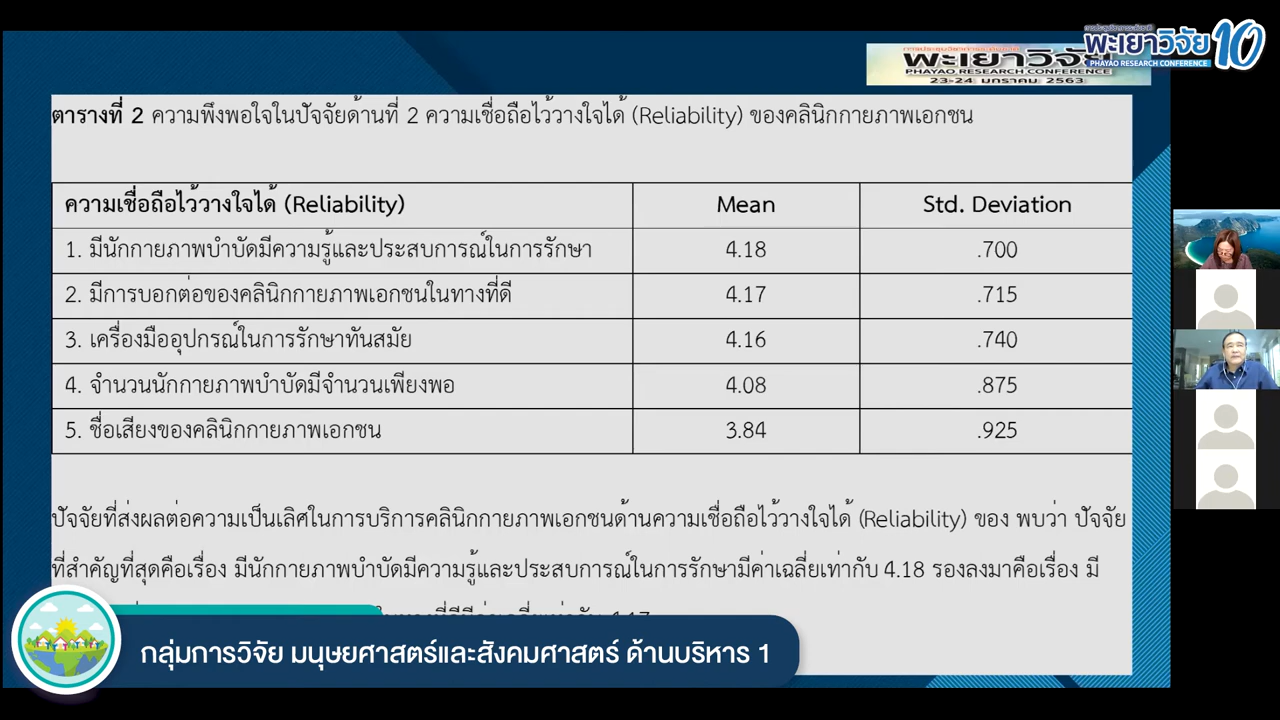 พะเยาวิจัย 10
PHAYAO RESEARCH CONFERENCE
พะเยาวิจัย
PHAYAO RESEARCH CONFERENCE
23-24 มกราคม 2563
ตารางที่ 2 ความพึงพอใจในปัจจัยด้านที่ 2 ความเชื่อถือไว้วางใจได้ (Reliability) ของคลินิกกายภาพเอกชน
ความเชื่อถือไว้วางใจได้ (Reliability) Mean Std. Deviation
1. มีนักกายภาพบำบัดมีความรู้และประสบการณ์ในการรักษา 4.18 .700
2. มีการบอกต่อของคลินิกกายภาพเอกชนในทางที่ดี 4.17 .715
3. เครื่องมืออุปกรณ์ในการรักษาทันสมัย 4.16 .740
4. จำนวนนักกายภาพบำบัดมีจำนวนเพียงพอ 4.08 .875
5. ชื่อเสียงของคลินิกกายภาพเอกชน 3.84 .925
ปัจจัยที่ส่งผลต่อความเป็นเลิศในการบริการคลินิกกายภาพเอกชนด้านความเชื่อถือไว้วางใจได้ (Reliability) ของ พบว่า ปัจจัย
ที่สำคัญที่สุดคือเรื่อง มีนักกายภาพบำบัดมีความรู้และประสบการณ์ในการรักษามีค่าเฉลี่ยเท่ากับ 4.18 รองลงมาคือเรื่อง มี
กลุ่มการวิจัย มนุษยศาสตร์และสังคมศาสตร์ ด้านบริหาร 1